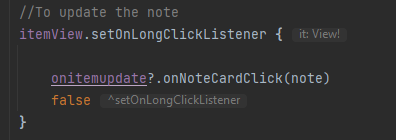 //To update the note
itemView.setOnLongClickListener { it: View!
onitemupdate?.onNoteCardClick(note)
false ^setOnLongClickListener
}